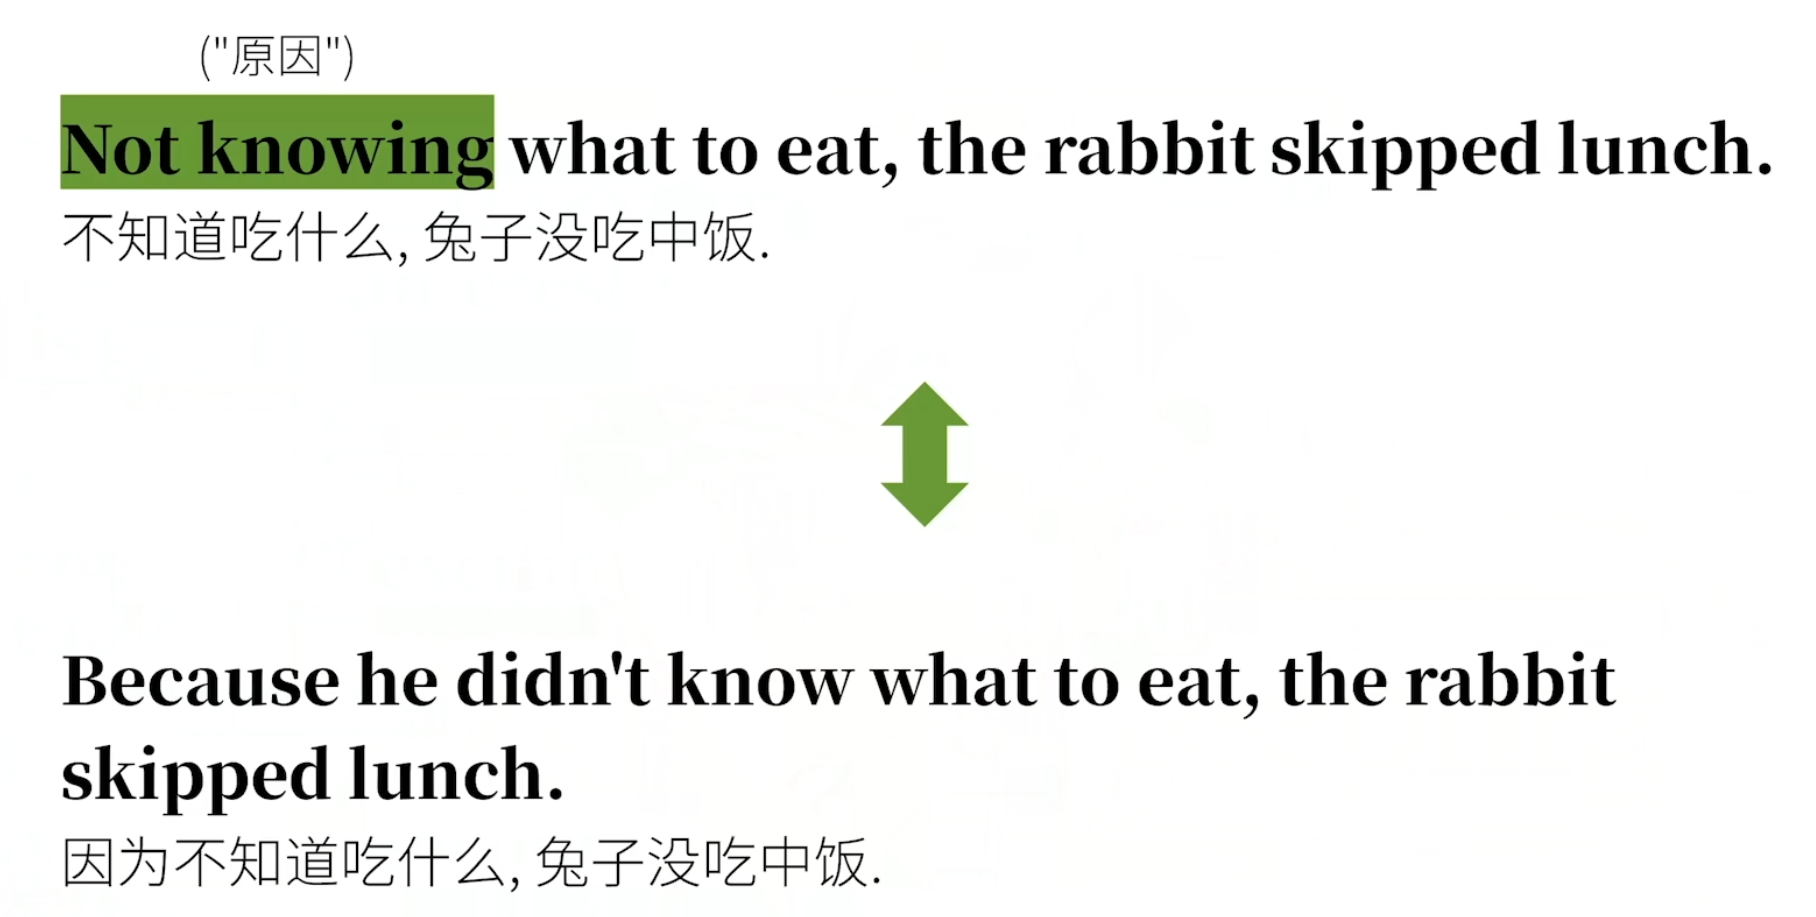 ("原因")
Not knowing what to eat, the rabbit skipped lunch.
不知道吃什么, 兔子没吃中饭.
Because he didn't know what to eat, the rabbit
skipped lunch.
因为不知道吃什么, 兔子没吃中饭.